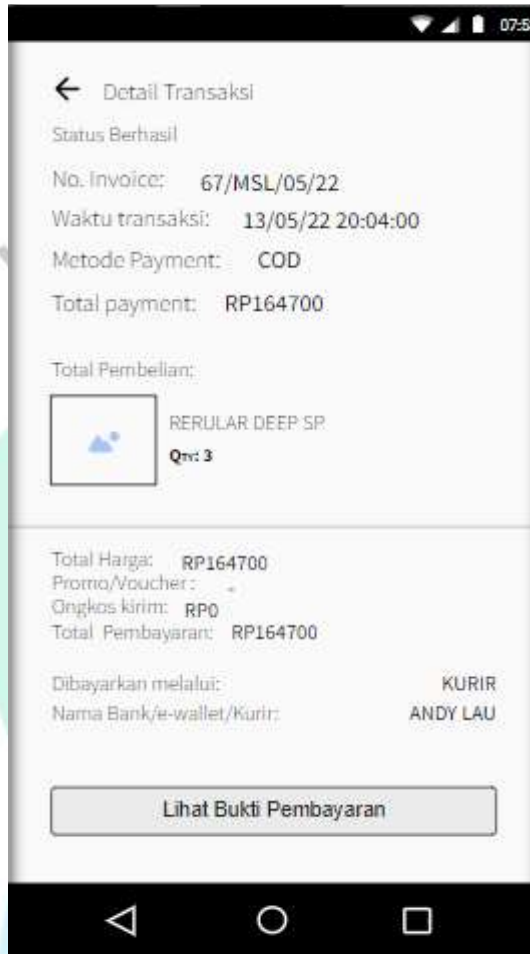 07:5
Detail Transaksi
Status Berhasil
No. Invoice: 67/MSL/05/22
Waktu transaksi: 13/05/22 20:04:00
Metode Payment: COD
Total payment: RP164700
Total Pembelian:
RERULAR DEEP SP
QTY: 3
Total Harga: RP164700
Promo/Voucher : -
Ongkos kirim: RP0
Total Pembayaran: RP164700
Dibayarkan melalui: KURIR
Nama Bank/e-wallet/Kurir: ANDY LAU
Lihat Bukti Pembayaran